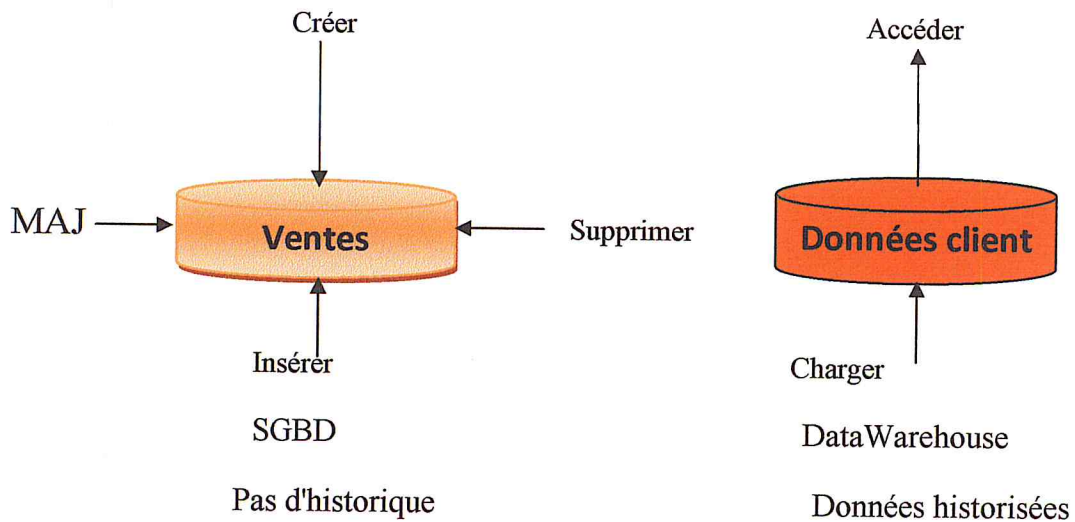 Créer
MAJ
Ventes
Supprimer
Insérer
SGBD
Pas d'historique
Accéder
Données client
Charger
DataWarehouse
Données historisées